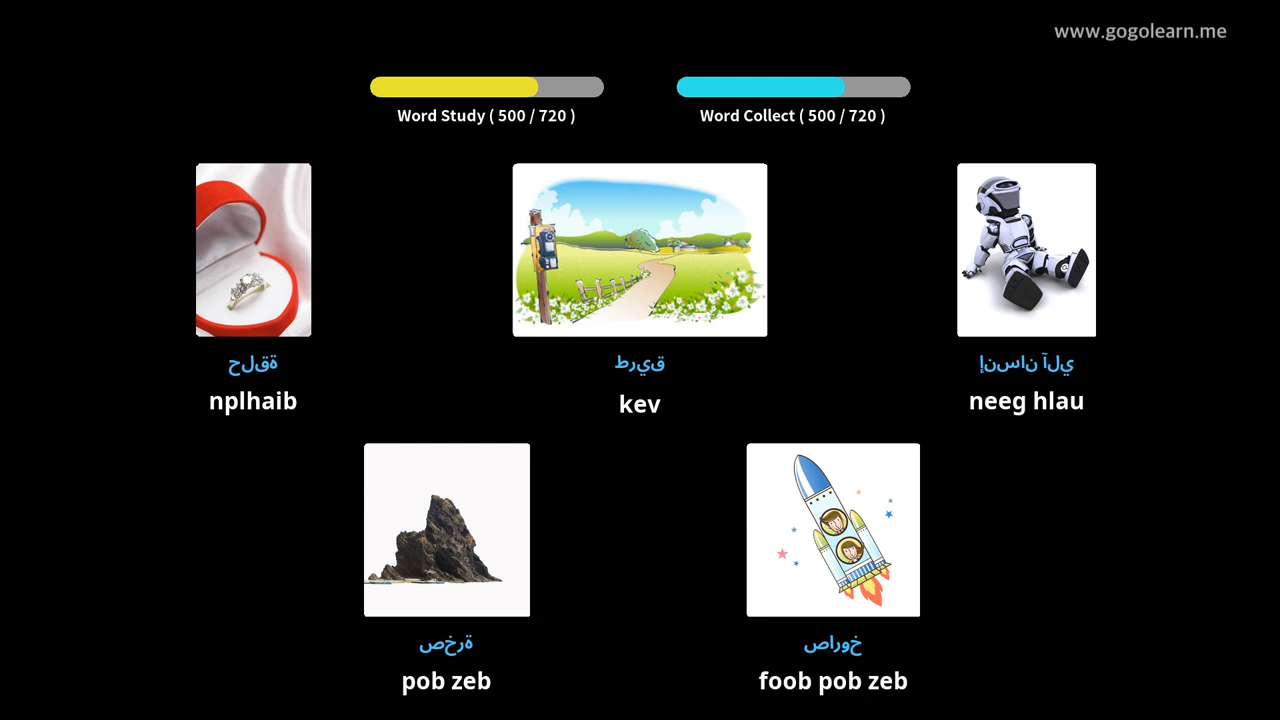 www.gogolearn.me
Word Study ( 500 / 720 )
Word Collect ( 500 / 720 )
حلقة
nplhaib
طريق
kev
إنسان آلي
neeg hlau
صخرة
pob zeb
صاروخ
foob pob zeb